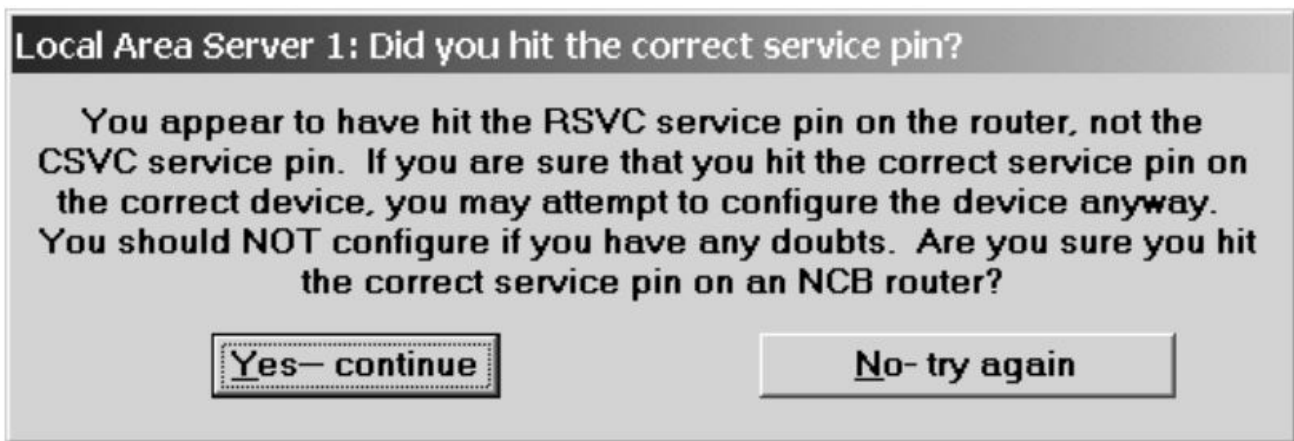 Local Area Server 1: Did you hit the correct service pin?
You appear to have hit the RSVC service pin on the router, not the
CSVC service pin. If you are sure that you hit the correct service pin on
the correct device, you may attempt to configure the device anyway.
You should NOT configure if you have any doubts. Are you sure you hit
the correct service pin on an NCB router?
Yes– continue
No- try again